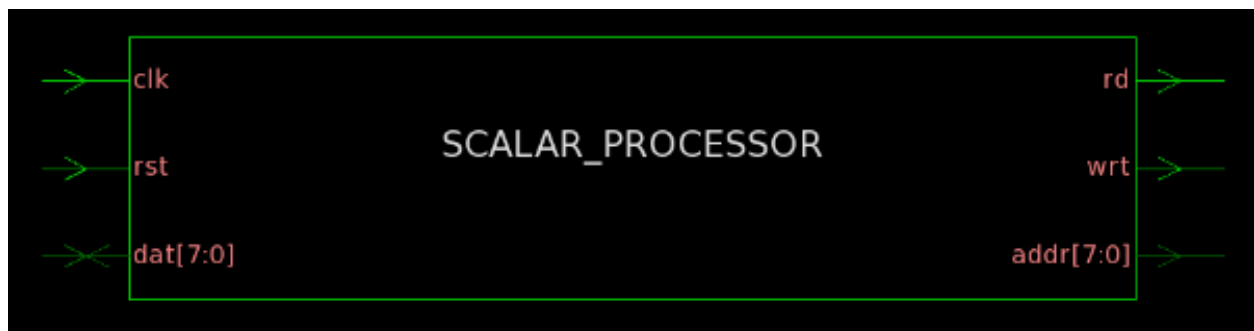 clk rd
SCALAR_PROCESSOR
rst wrt
dat[7:0] addr[7:0]